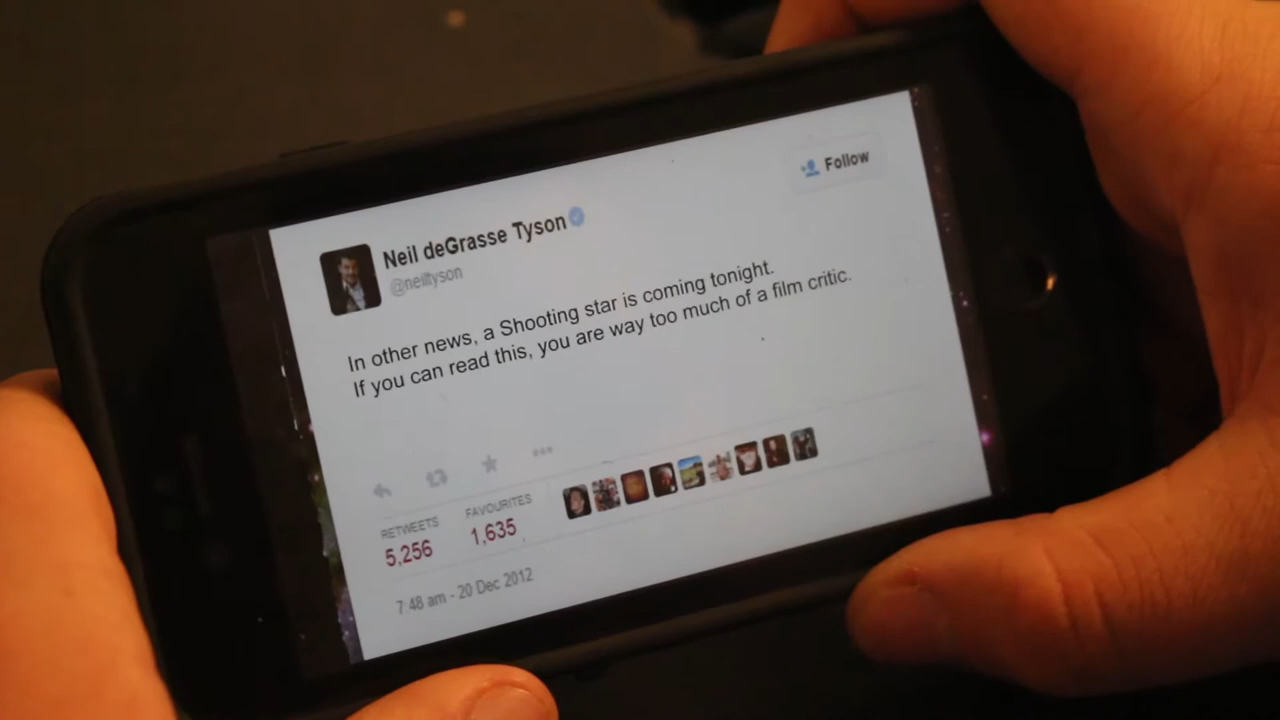 Neil deGrasse Tyson
@neiltyson
Follow
In other news, a Shooting star is coming tonight.
If you can read this, you are way too much of a film critic.
RETWEETS
5,256
FAVOURITES
1,635
7:48 am - 20 Dec 2012